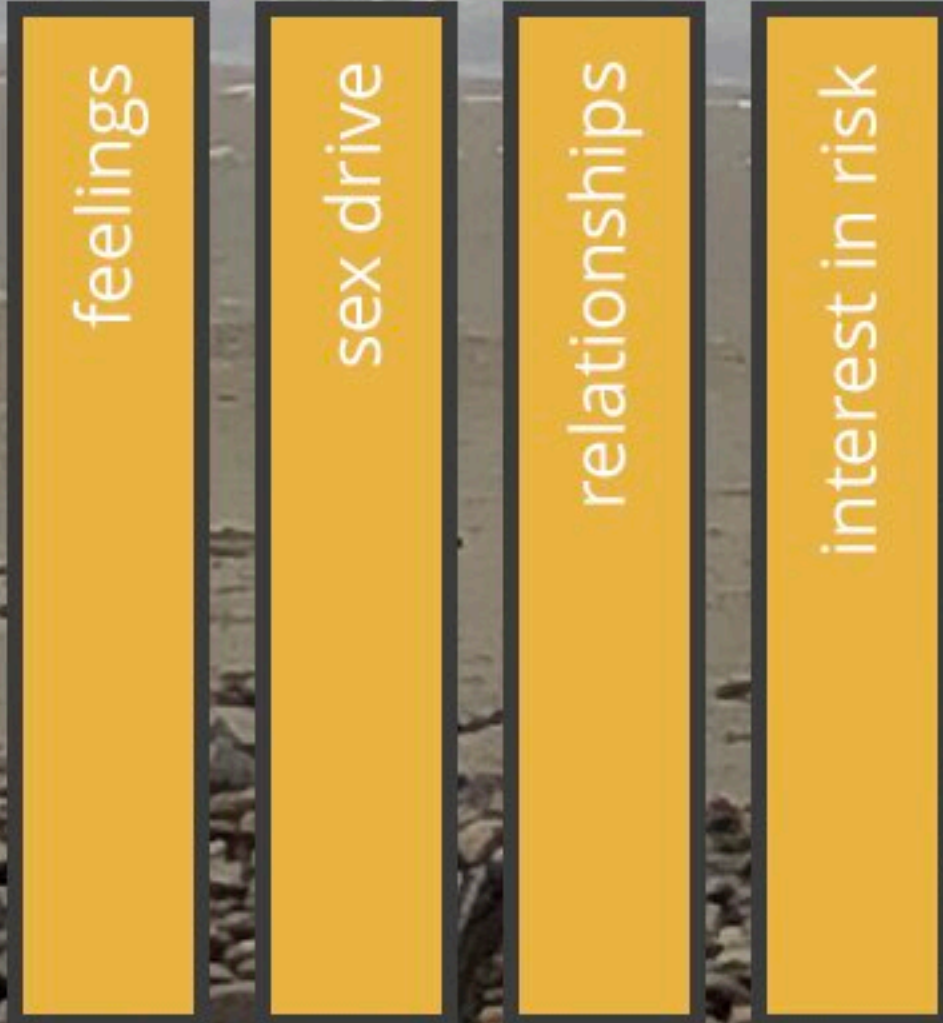 feelings
sex drive
relationships
interest in risk